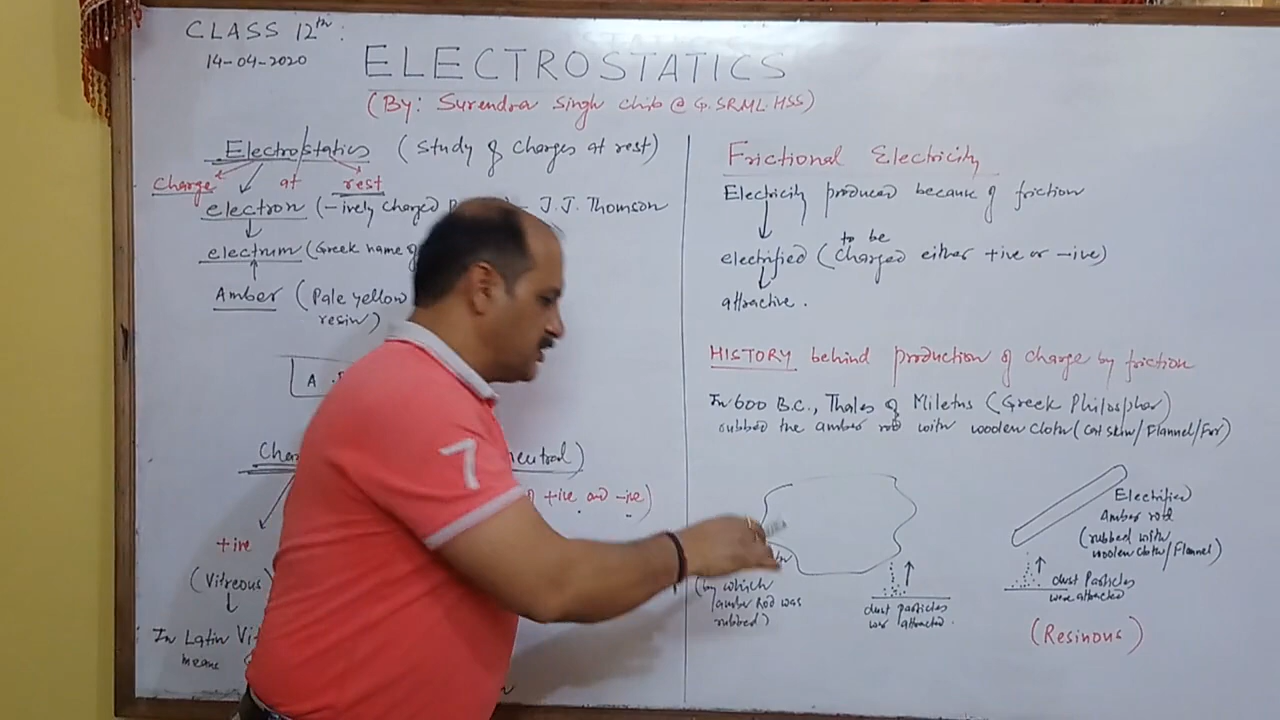 CLASS 12th:
14-04-2020
ELECTROSTATICS
(By: Surendra Singh Chib @ G.SRML.HSS)
Electrostatics (Study of Charges at rest)
Charge at rest
electron (-ively Charged - J.J. Thomson
electrum (Greek name of
Amber (Pale yellow
resin)
A
neutral)
+ive and -ive)
+ive
(Vitreous)
In Latin
means
7
Frictional Electricity
Electricity produced because of friction
to be
electrified (Charged either +ive or -ive)
attractive.
HISTORY behind production of charge by friction
In 600 B.C., Thales of Miletus (Greek Philospher)
rubbed the amber rod with woolen cloth (Cat skin/Flannel/Fur)
(by which
amber Rod was
rubbed)
dust particles
were attracted.
Electrified
Amber rod
(rubbed with
woolen cloth/Flannel)
dust Particles
were attracted
(Resinous)